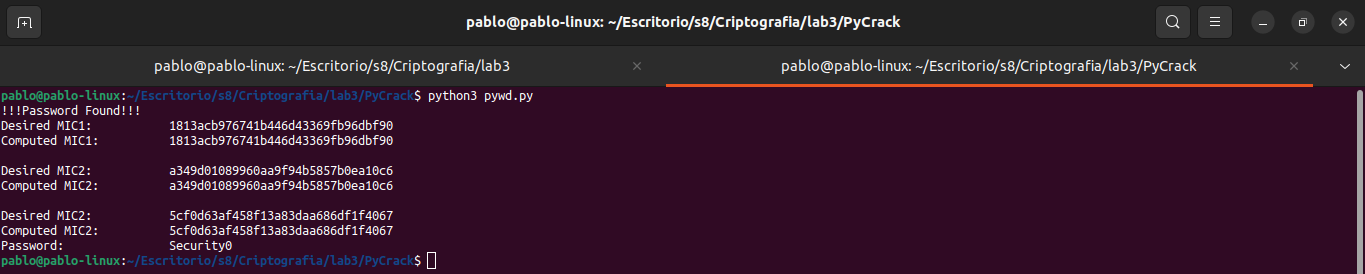 pablo@pablo-linux: ~/Escritorio/s8/Criptografia/lab3/PyCrack
pablo@pablo-linux: ~/Escritorio/s8/Criptografia/lab3
pablo@pablo-linux: ~/Escritorio/s8/Criptografia/lab3/PyCrack
pablo@pablo-linux:~/Escritorio/s8/Criptografia/lab3/PyCrack$ python3 pywd.py
!!!Password Found!!!
Desired MIC1: 1813acb976741b446d43369fb96dbf90
Computed MIC1: 1813acb976741b446d43369fb96dbf90
Desired MIC2: a349d01089960aa9f94b5857b0ea10c6
Computed MIC2: a349d01089960aa9f94b5857b0ea10c6
Desired MIC2: 5cf0d63af458f13a83daa686df1f4067
Computed MIC2: 5cf0d63af458f13a83daa686df1f4067
Password: Security0
pablo@pablo-linux:~/Escritorio/s8/Criptografia/lab3/PyCrack$